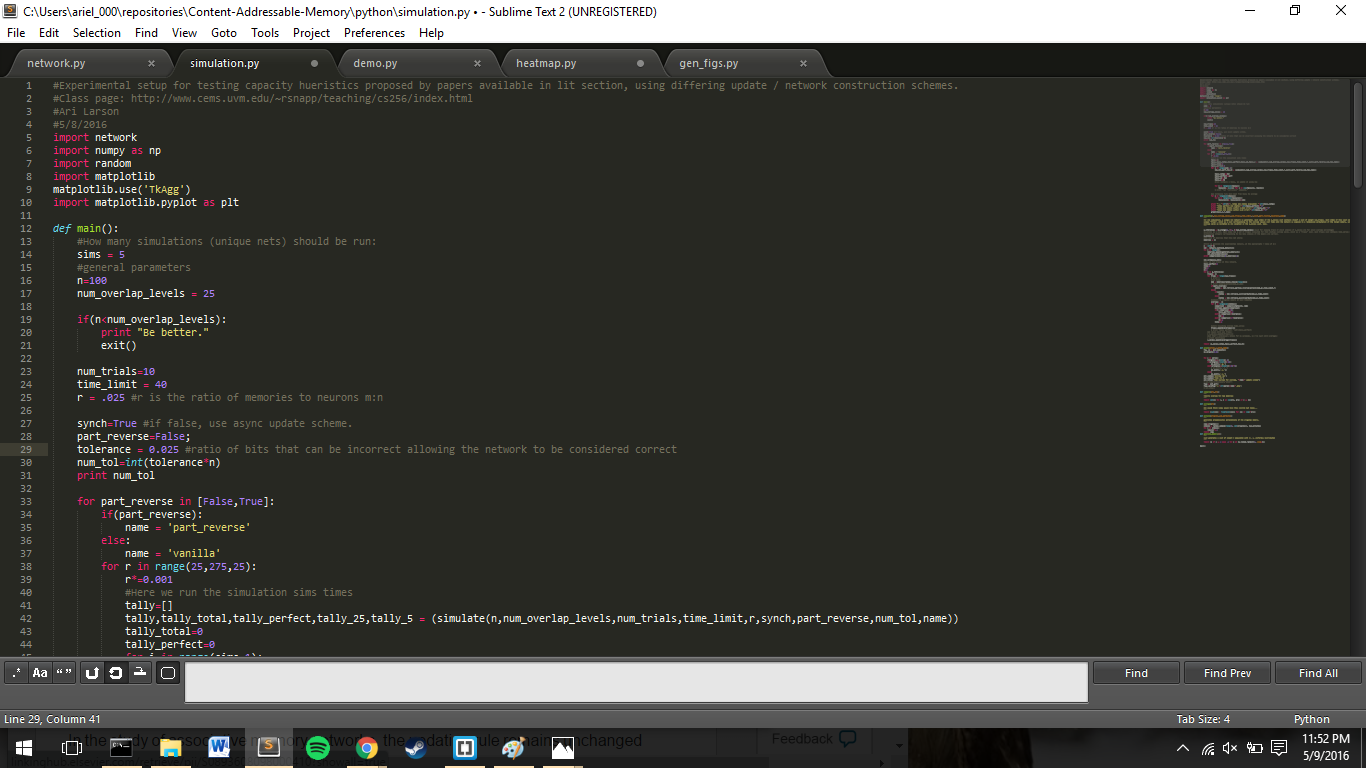 C:\Users\ariel_000\repositories\Content-Addressable-Memory\python\simulation.py • - Sublime Text 2 (UNREGISTERED)
File Edit Selection Find View Goto Tools Project Preferences Help
network.py × simulation.py • demo.py × heatmap.py • gen_figs.py ×
1 #Experimental setup for testing capacity hueristics proposed by papers available in lit section, using differing update / network construction schemes.
2 #Class page: http://www.cems.uvm.edu/~rsnapp/teaching/cs256/index.html
3 #Ari Larson
4 #5/8/2016
5 import network
6 import numpy as np
7 import random
8 import matplotlib
9 matplotlib.use('TkAgg')
10 import matplotlib.pyplot as plt
11
12 def main():
13 #How many simulations (unique nets) should be run:
14 sims = 5
15 #general parameters
16 n=100
17 num_overlap_levels = 25
18
19 if(n<num_overlap_levels):
20 print "Be better."
21 exit()
22
23 num_trials=10
24 time_limit = 40
25 r = .025 #r is the ratio of memories to neurons m:n
26
27 synch=True #if false, use async update scheme.
28 part_reverse=False;
29 tolerance = 0.025 #ratio of bits that can be incorrect allowing the network to be considered correct
30 num_tol=int(tolerance*n)
31 print num_tol
32
33 for part_reverse in [False,True]:
34 if(part_reverse):
35 name = 'part_reverse'
36 else:
37 name = 'vanilla'
38 for r in range(25,275,25):
39 r*=0.001
40 #Here we run the simulation sims times
41 tally=[]
42 tally,tally_total,tally_perfect,tally_25,tally_5 = (simulate(n,num_overlap_levels,num_trials,time_limit,r,synch,part_reverse,num_tol,name))
43 tally_total=0
44 tally_perfect=0
.* Aa “ ” Find Find Prev Find All
Line 29, Column 41 Tab Size: 4 Python
In the study of associative memory networks, the update rule remains unchanged
Feedback
11:52 PM
5/9/2016